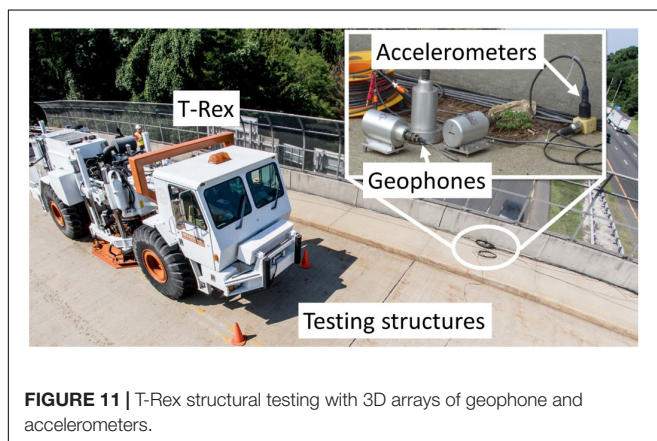 Accelerometers
T-Rex
Geophones
Testing structures
FIGURE 11 | T-Rex structural testing with 3D arrays of geophone and
accelerometers.